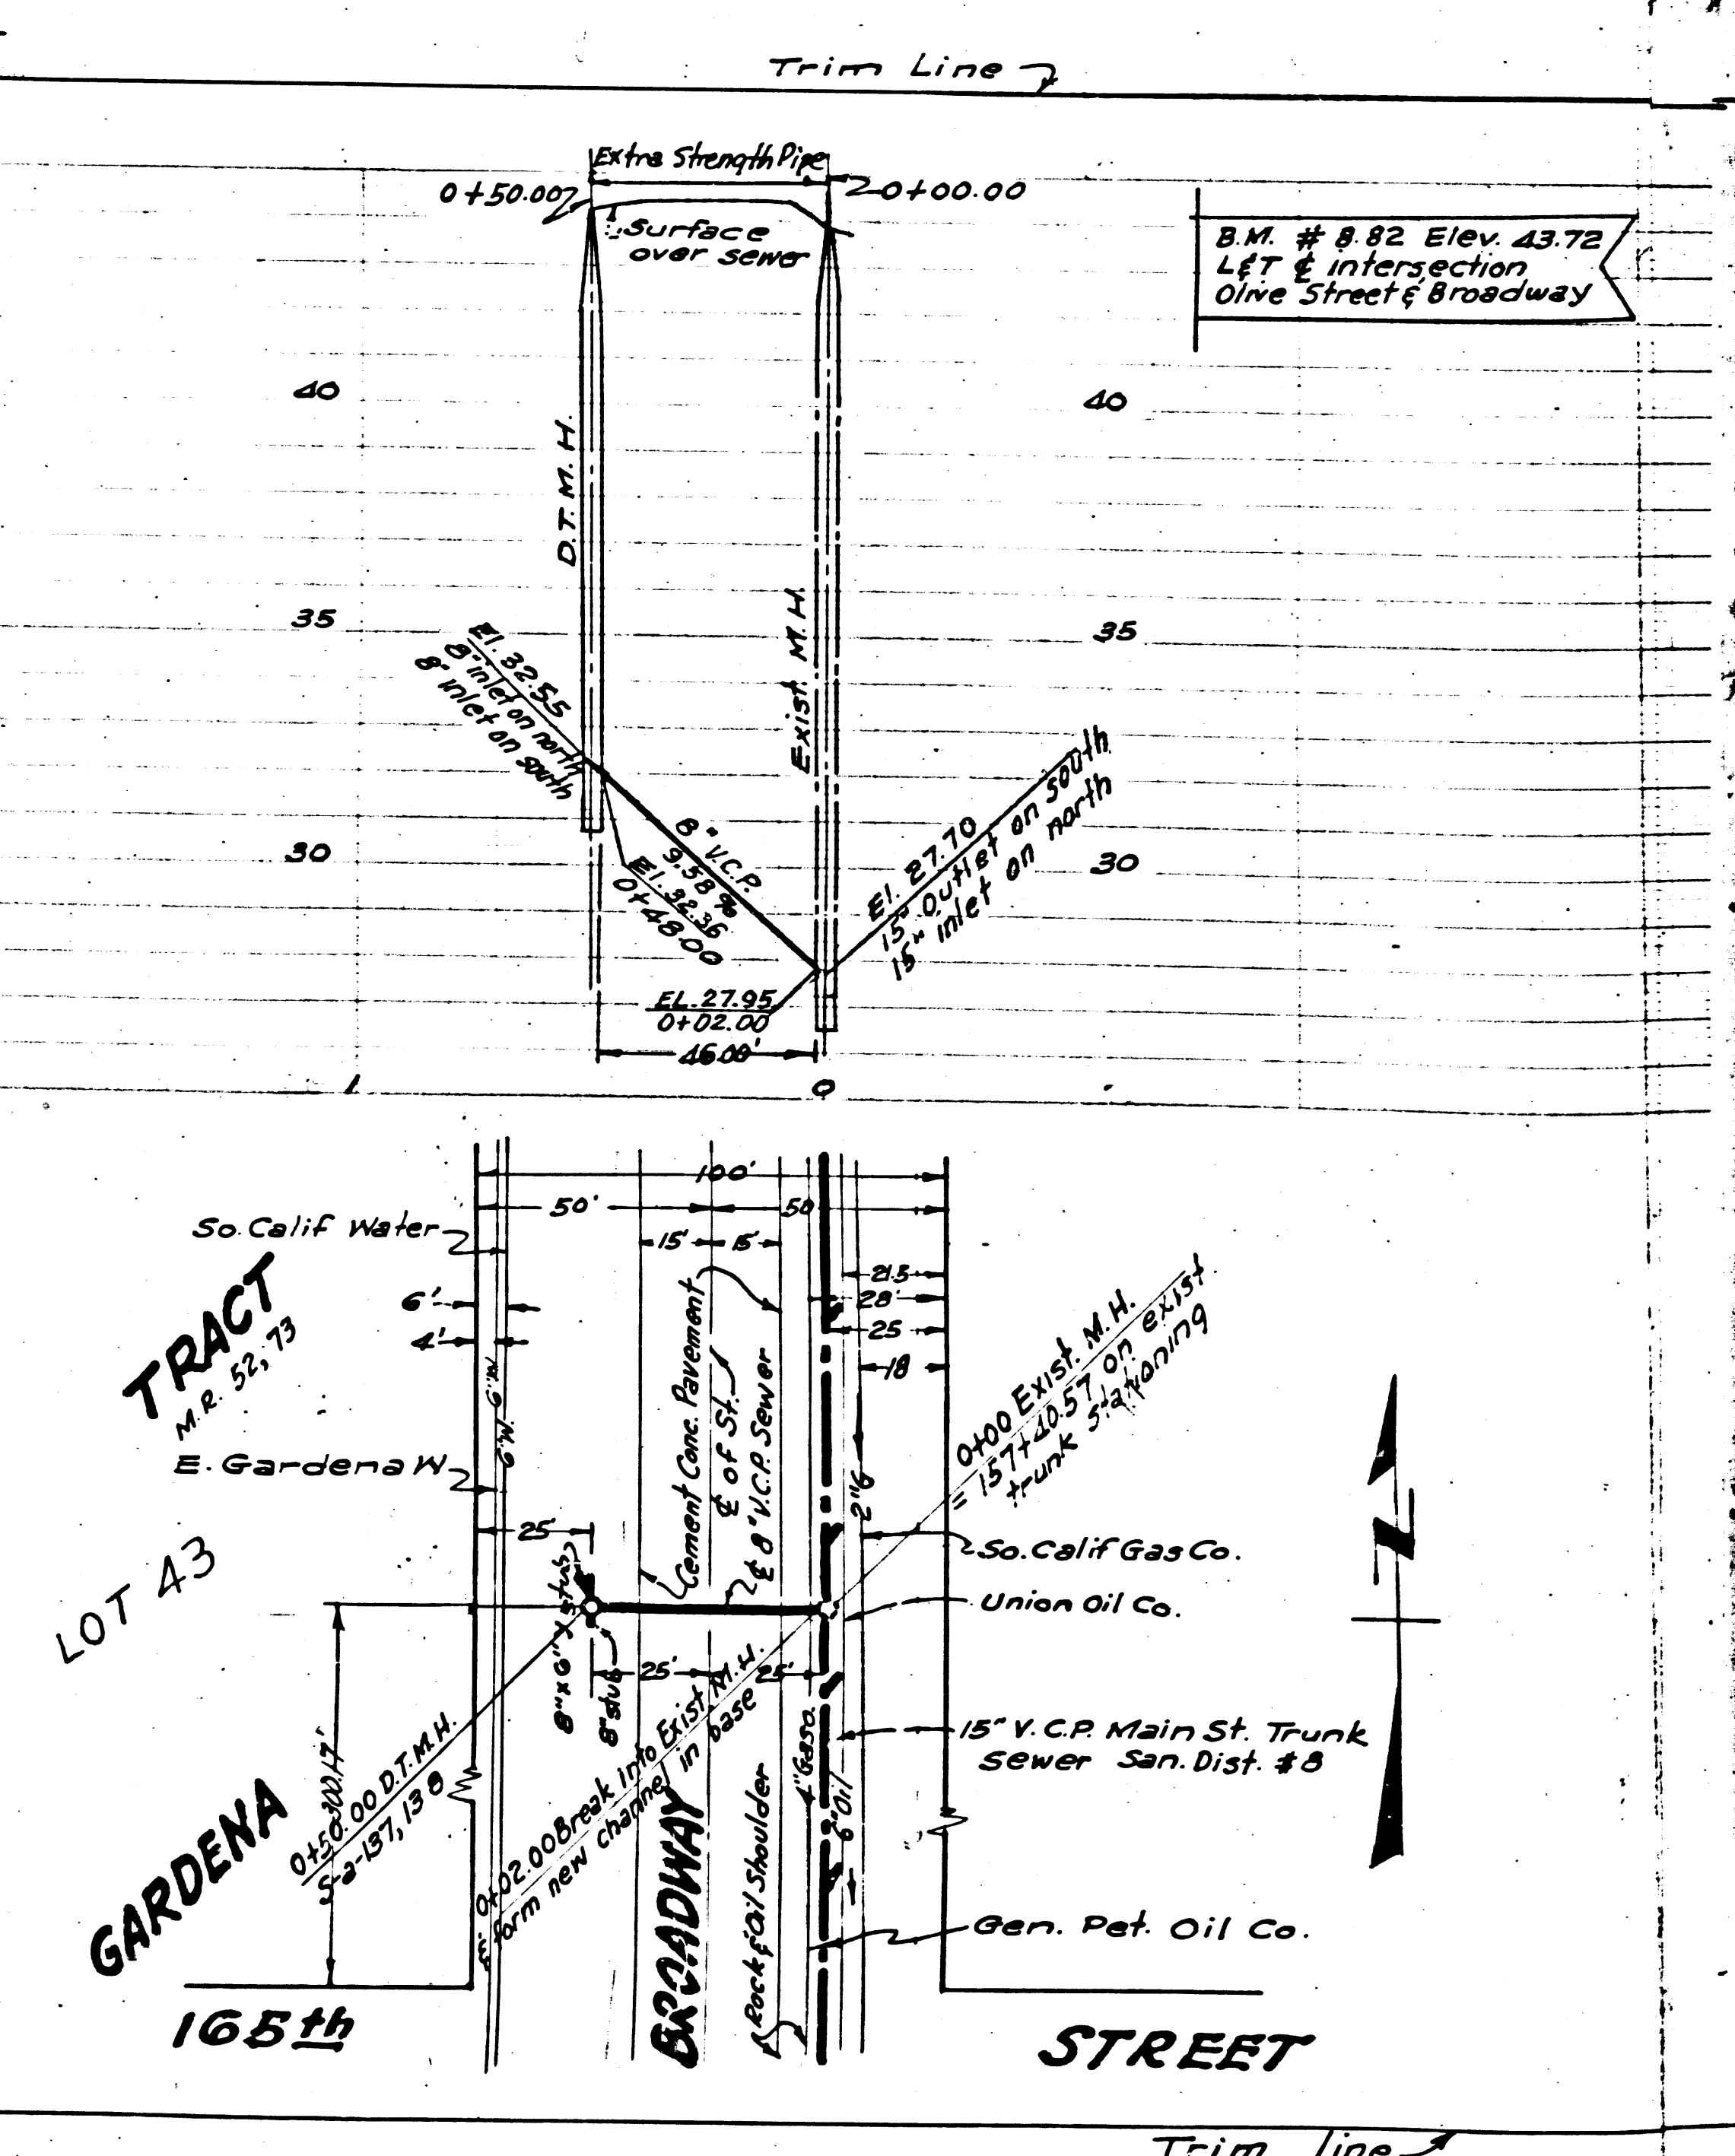 Trim Line
Extra Strength Pipe
0+50.00
0+00.00
Surface
over sewer
B.M. # 8.82 Elev. 43.72
L&T ℄ intersection
Olive Street & Broadway
40
40
D.T. M. H.
Exist. M. H.
35
35
El. 32.55
8" inlet on north
8" inlet on south
8" V.C.P.
9.58 %
El. 32.36
0+48.00
El. 27.70
15" Outlet on south
15" inlet on north
30
30
EL. 27.95
0+02.00
46.00'
1
0
100'
50'
50
15'
15'
So. Calif Water
21.5
28'
25
18
6'
4'
TRACT
M.R. 52, 73
6" W.
6" W.
Cement Conc. Pavement
℄ of St.
℄ 8" V.C.P. Sewer
0+00 Exist. M.H.
= 157+40.57 on exist
trunk stationing
E. Gardena W
2" G
25'
So. Calif Gas Co.
LOT 43
8" x 6" x stub
8" stub
Union Oil Co.
25'
25'
300.17'
0+50.00 D.T.M.H.
S-a-137, 138
0+02.00 Break into Exist. M.H.
form new channel in base
4" Gaso.
6" Oil
15" V.C.P. Main St. Trunk
sewer San. Dist. #8
GARDENA
BROADWAY
Rock & Oil Shoulder
Gen. Pet. Oil Co.
N
165th
STREET
Trim line